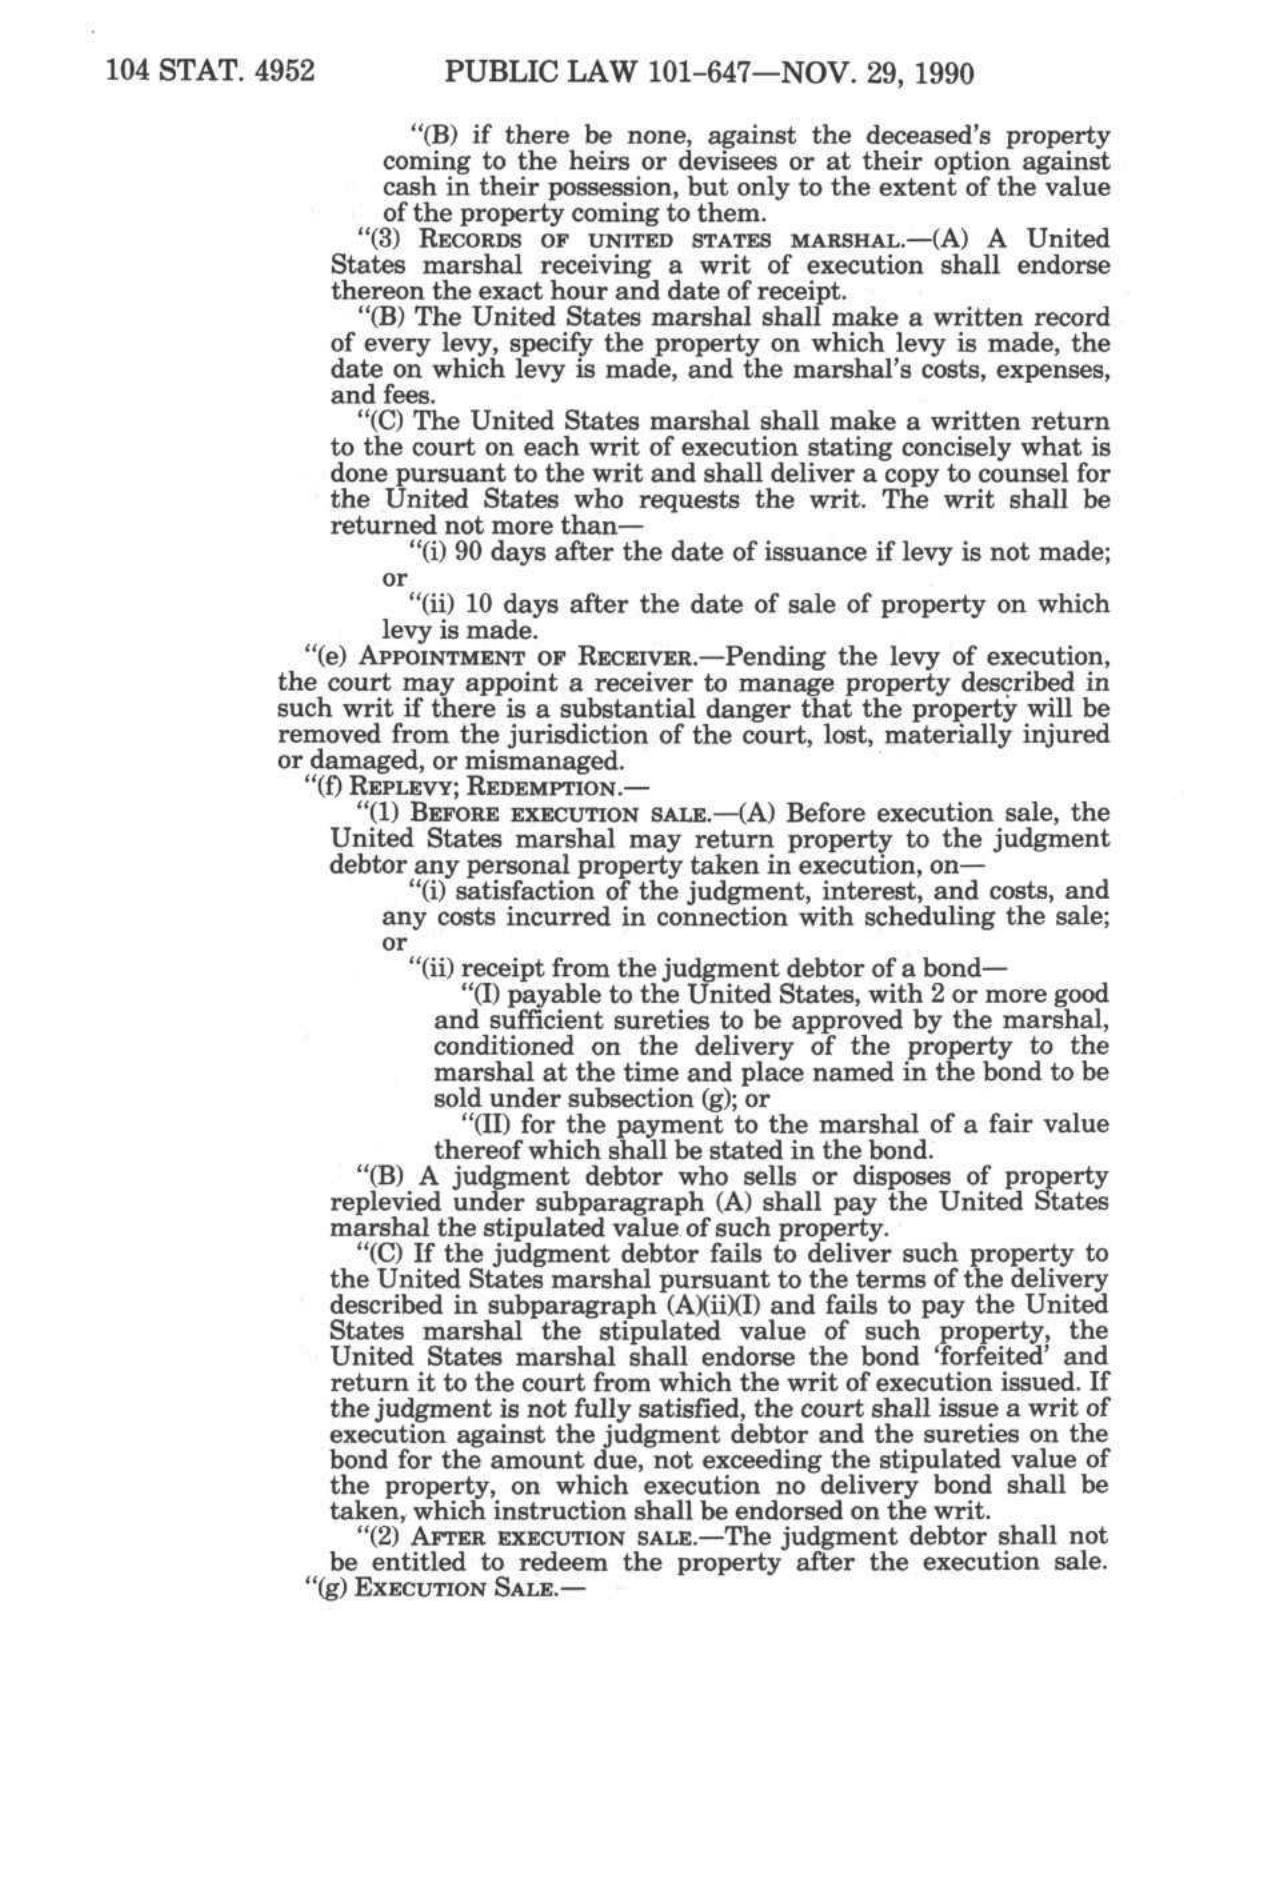 104 STAT. 4952 PUBLIC LAW 101-647—NOV. 29, 1990
“(B) if there be none, against the deceased's property
coming to the heirs or devisees or at their option against
cash in their possession, but only to the extent of the value
of the property coming to them.
“(3) RECORDS OF UNITED STATES MARSHAL.—(A) A United
States marshal receiving a writ of execution shall endorse
thereon the exact hour and date of receipt.
“(B) The United States marshal shall make a written record
of every levy, specify the property on which levy is made, the
date on which levy is made, and the marshal's costs, expenses,
and fees.
“(C) The United States marshal shall make a written return
to the court on each writ of execution stating concisely what is
done pursuant to the writ and shall deliver a copy to counsel for
the United States who requests the writ. The writ shall be
returned not more than—
“(i) 90 days after the date of issuance if levy is not made;
or
“(ii) 10 days after the date of sale of property on which
levy is made.
“(e) APPOINTMENT OF RECEIVER.—Pending the levy of execution,
the court may appoint a receiver to manage property described in
such writ if there is a substantial danger that the property will be
removed from the jurisdiction of the court, lost, materially injured
or damaged, or mismanaged.
“(f) REPLEVY; REDEMPTION.—
“(1) BEFORE EXECUTION SALE.—(A) Before execution sale, the
United States marshal may return property to the judgment
debtor any personal property taken in execution, on—
“(i) satisfaction of the judgment, interest, and costs, and
any costs incurred in connection with scheduling the sale;
or
“(ii) receipt from the judgment debtor of a bond—
“(I) payable to the United States, with 2 or more good
and sufficient sureties to be approved by the marshal,
conditioned on the delivery of the property to the
marshal at the time and place named in the bond to be
sold under subsection (g); or
“(II) for the payment to the marshal of a fair value
thereof which shall be stated in the bond.
“(B) A judgment debtor who sells or disposes of property
replevied under subparagraph (A) shall pay the United States
marshal the stipulated value of such property.
“(C) If the judgment debtor fails to deliver such property to
the United States marshal pursuant to the terms of the delivery
described in subparagraph (A)(ii)(I) and fails to pay the United
States marshal the stipulated value of such property, the
United States marshal shall endorse the bond ‘forfeited’ and
return it to the court from which the writ of execution issued. If
the judgment is not fully satisfied, the court shall issue a writ of
execution against the judgment debtor and the sureties on the
bond for the amount due, not exceeding the stipulated value of
the property, on which execution no delivery bond shall be
taken, which instruction shall be endorsed on the writ.
“(2) AFTER EXECUTION SALE.—The judgment debtor shall not
be entitled to redeem the property after the execution sale.
“(g) EXECUTION SALE.—